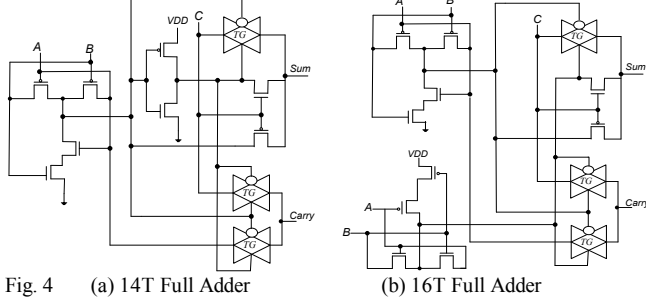 VDD C A
B
A B TG C TG
Sum Sum
VDD
TG A TG
Carry B Carry
TG TG
Fig. 4 (a) 14T Full Adder (b) 16T Full Adder